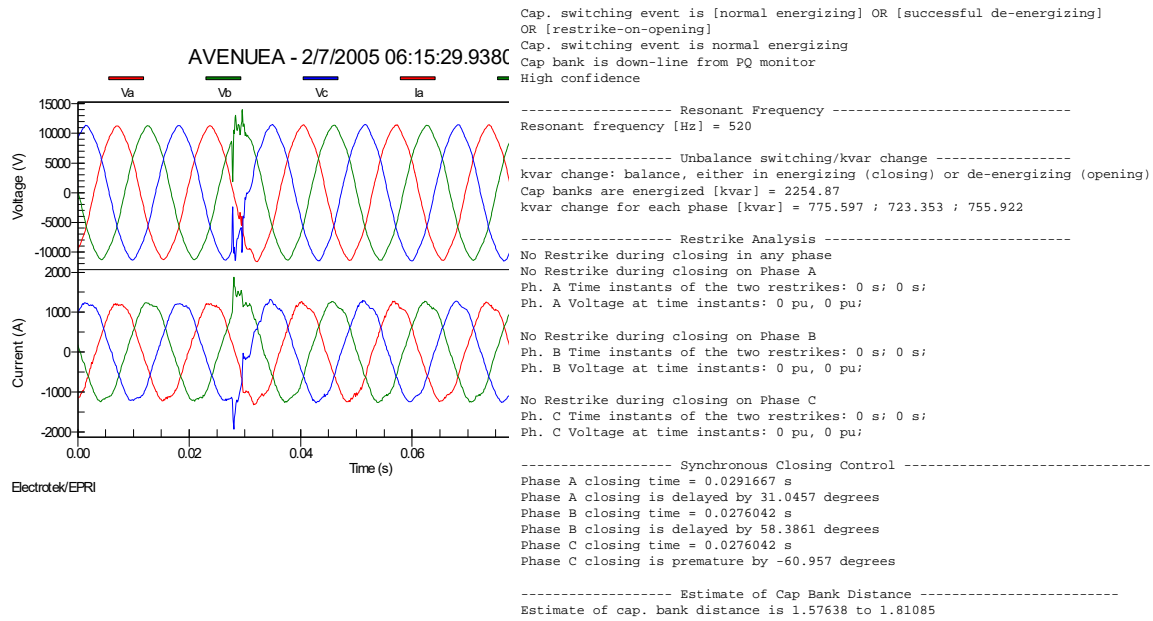 AVENUEA - 2/7/2005 06:15:29.9380
Va
Vb
Vc
Ia
15000
10000
5000
0
-5000
-10000
Voltage (V)
2000
1000
0
-1000
-2000
Current (A)
0.00
0.02
0.04
0.06
Time (s)
Electrotek/EPRI
Cap. switching event is [normal energizing] OR [successful de-energizing]
OR [restrike-on-opening]
Cap. switching event is normal energizing
Cap bank is down-line from PQ monitor
High confidence
------------------- Resonant Frequency ------------------------------
Resonant frequency [Hz] = 520
------------------- Unbalance switching/kvar change -----------------
kvar change: balance, either in energizing (closing) or de-energizing (opening)
Cap banks are energized [kvar] = 2254.87
kvar change for each phase [kvar] = 775.597 ; 723.353 ; 755.922
------------------- Restrike Analysis -------------------------------
No Restrike during closing in any phase
No Restrike during closing on Phase A
Ph. A Time instants of the two restrikes: 0 s; 0 s;
Ph. A Voltage at time instants: 0 pu, 0 pu;
No Restrike during closing on Phase B
Ph. B Time instants of the two restrikes: 0 s; 0 s;
Ph. B Voltage at time instants: 0 pu, 0 pu;
No Restrike during closing on Phase C
Ph. C Time instants of the two restrikes: 0 s; 0 s;
Ph. C Voltage at time instants: 0 pu, 0 pu;
------------------- Synchronous Closing Control -------------------------------
Phase A closing time = 0.0291667 s
Phase A closing is delayed by 31.0457 degrees
Phase B closing time = 0.0276042 s
Phase B closing is delayed by 58.3861 degrees
Phase C closing time = 0.0276042 s
Phase C closing is premature by -60.957 degrees
------------------- Estimate of Cap Bank Distance -------------------------
Estimate of cap. bank distance is 1.57638 to 1.81085